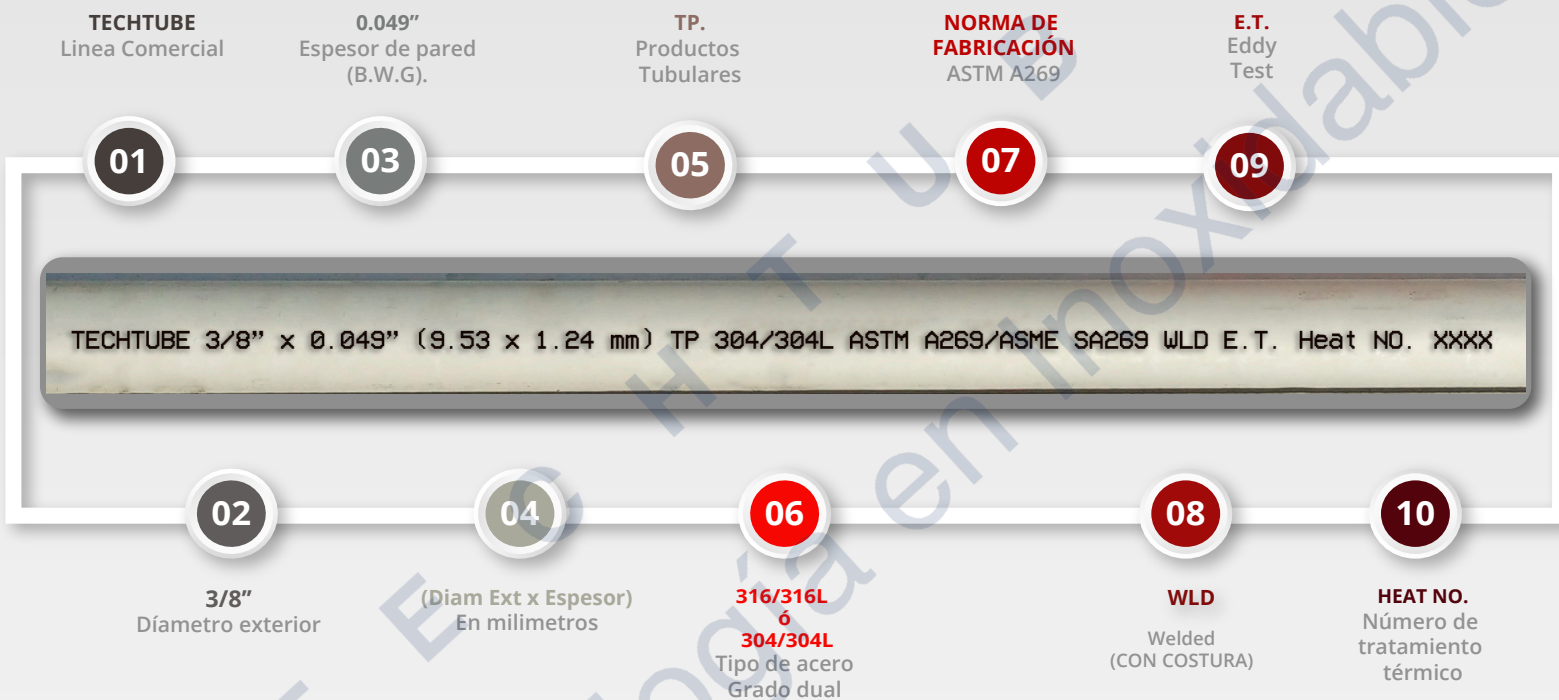 TECHTUBE
Linea Comercial
0.049”
Espesor de pared
(B.W.G).
TP.
Productos
Tubulares
NORMA DE
FABRICACIÓN
ASTM A269
E.T.
Eddy
Test
01
03
05
07
09
TECHTUBE 3/8” x 0.049” (9.53 x 1.24 mm) TP 304/304L ASTM A269/ASME SA269 WLD E.T. Heat NO. XXXX
02
04
06
08
10
3/8”
Díametro exterior
(Diam Ext x Espesor)
En milimetros
316/316L
ó
304/304L
Tipo de acero
Grado dual
WLD
Welded
(CON COSTURA)
HEAT NO.
Número de
tratamiento
térmico